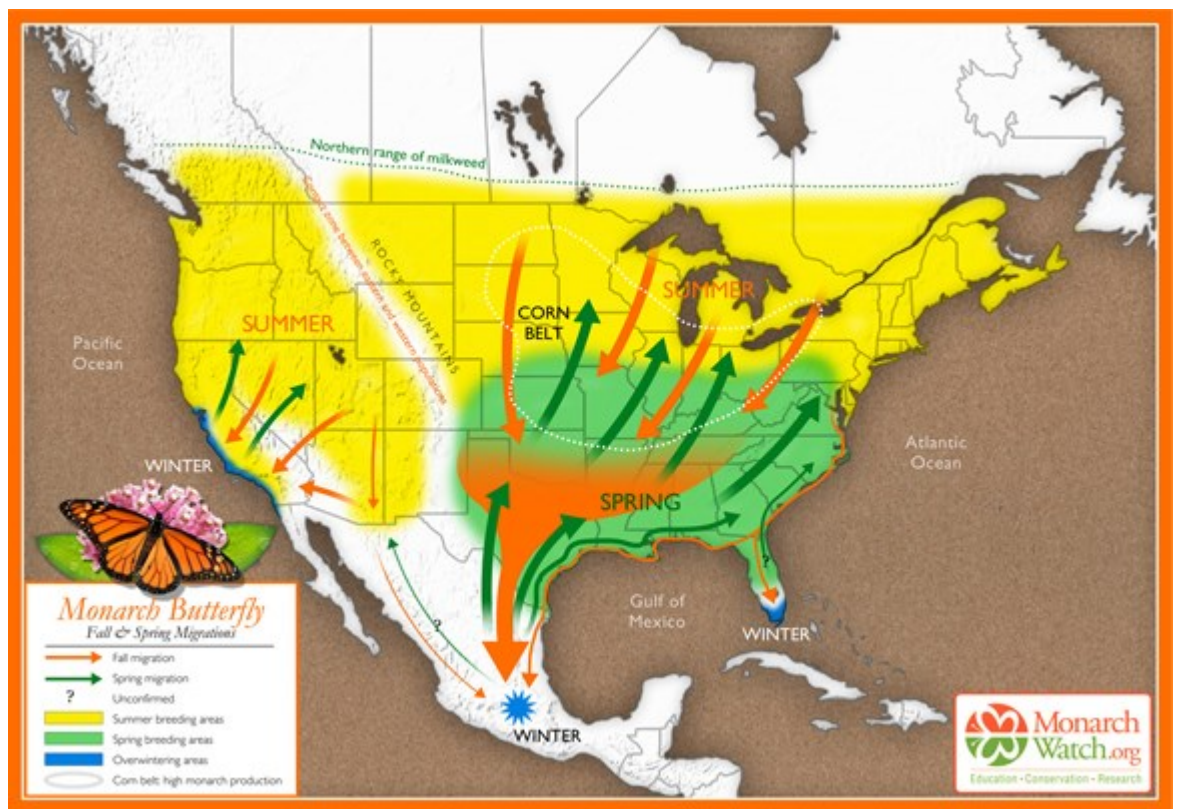 Northern range of milkweed
ROCKY MOUNTAINS
CORN
BELT
SUMMER
SUMMER
Pacific
Ocean
Atlantic
Ocean
WINTER
SPRING
?
Gulf of
Mexico
?
WINTER
WINTER
Monarch Butterfly
Fall & Spring Migrations
Fall migration
Spring migration
?
Unconfirmed
Summer breeding areas
Spring breeding areas
Overwintering areas
Corn belt: high monarch production
Monarch
Watch.org
Education • Conservation • Research